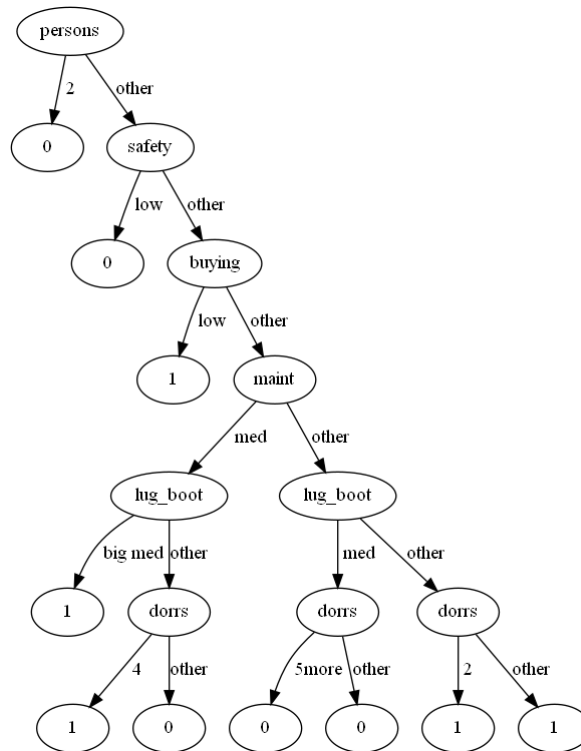 persons
2 other
0 safety
low other
0 buying
low other
1 maint
med other
lug_boot lug_boot
big med other med other
1 dorrs dorrs dorrs
4 other 5more other 2 other
1 0 0 0 1 1